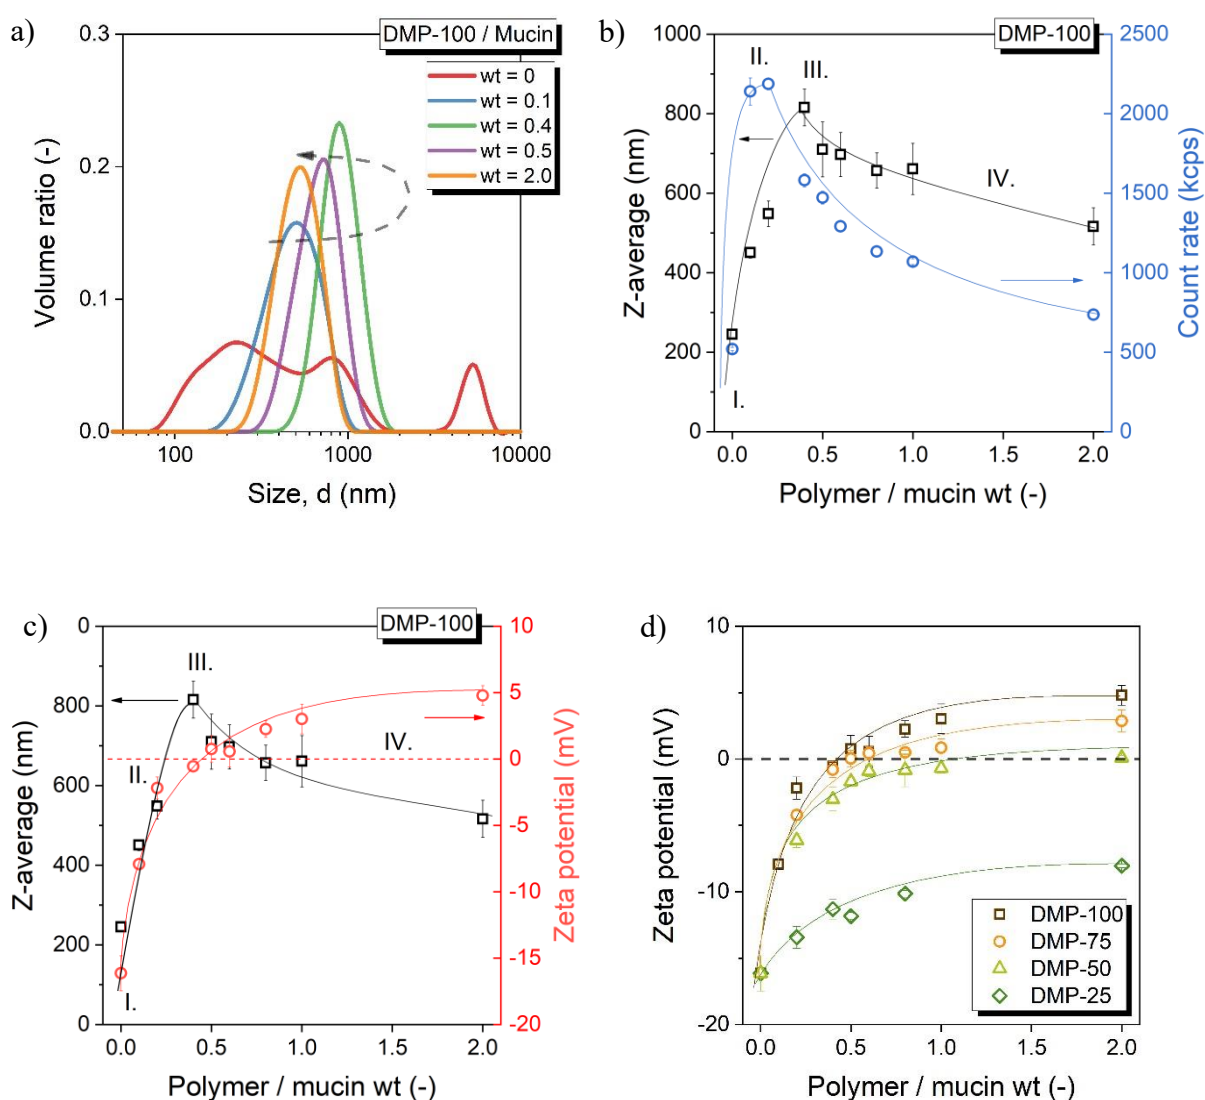 a)
DMP-100 / Mucin
wt = 0
wt = 0.1
wt = 0.4
wt = 0.5
wt = 2.0
0.3
0.2
0.1
0.0
Volume ratio (-)
100
1000
10000
Size, d (nm)
b)
DMP-100
II.
III.
IV.
I.
1000
800
600
400
200
0
Z-average (nm)
2500
2000
1500
1000
500
0
Count rate (kcps)
0.0
0.5
1.0
1.5
2.0
Polymer / mucin wt (-)
c)
DMP-100
III.
II.
IV.
I.
0
800
600
400
200
0
Z-average (nm)
10
5
0
-5
-10
-15
-20
Zeta potential (mV)
0.0
0.5
1.0
1.5
2.0
Polymer / mucin wt (-)
d)
10
0
-10
-20
Zeta potential (mV)
DMP-100
DMP-75
DMP-50
DMP-25
0.0
0.5
1.0
1.5
2.0
Polymer / mucin wt (-)